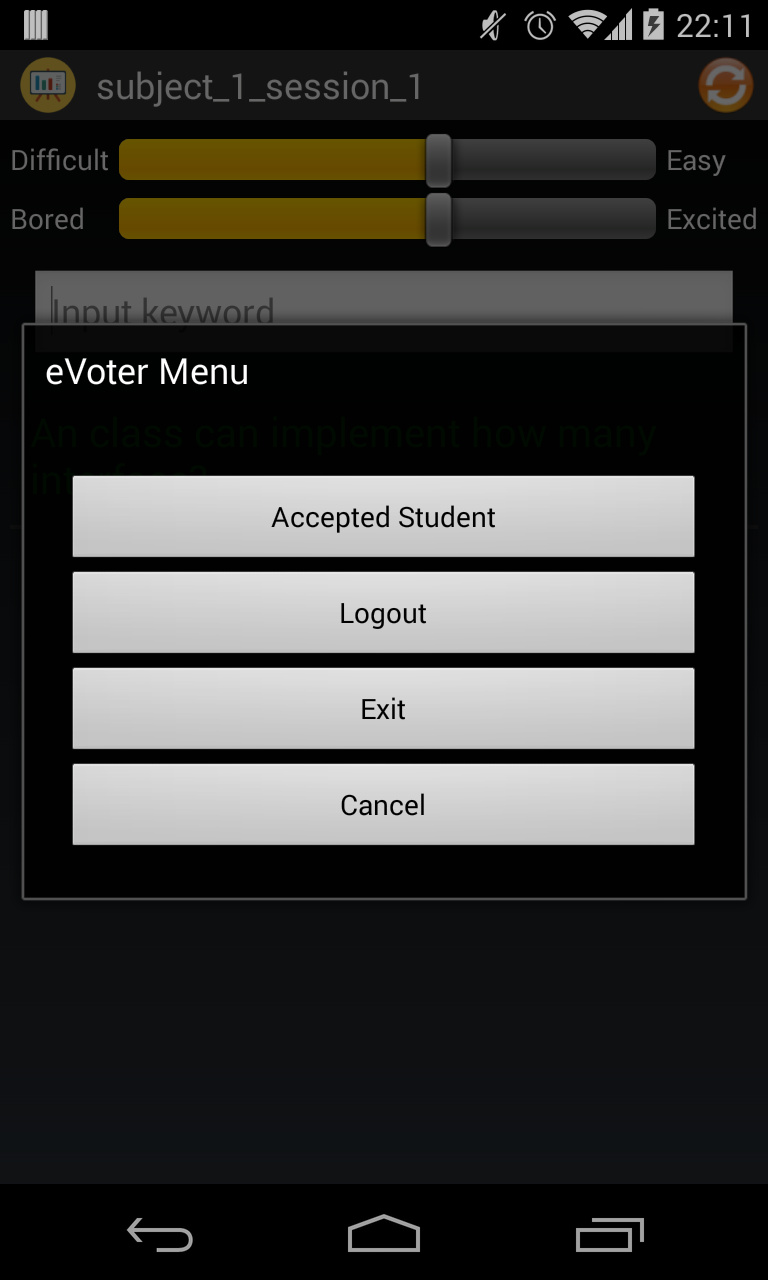 22:11
subject_1_session_1
Difficult Easy
Bored Excited
Input keyword
eVoter Menu
An class can implement how many
Accepted Student
Logout
Exit
Cancel